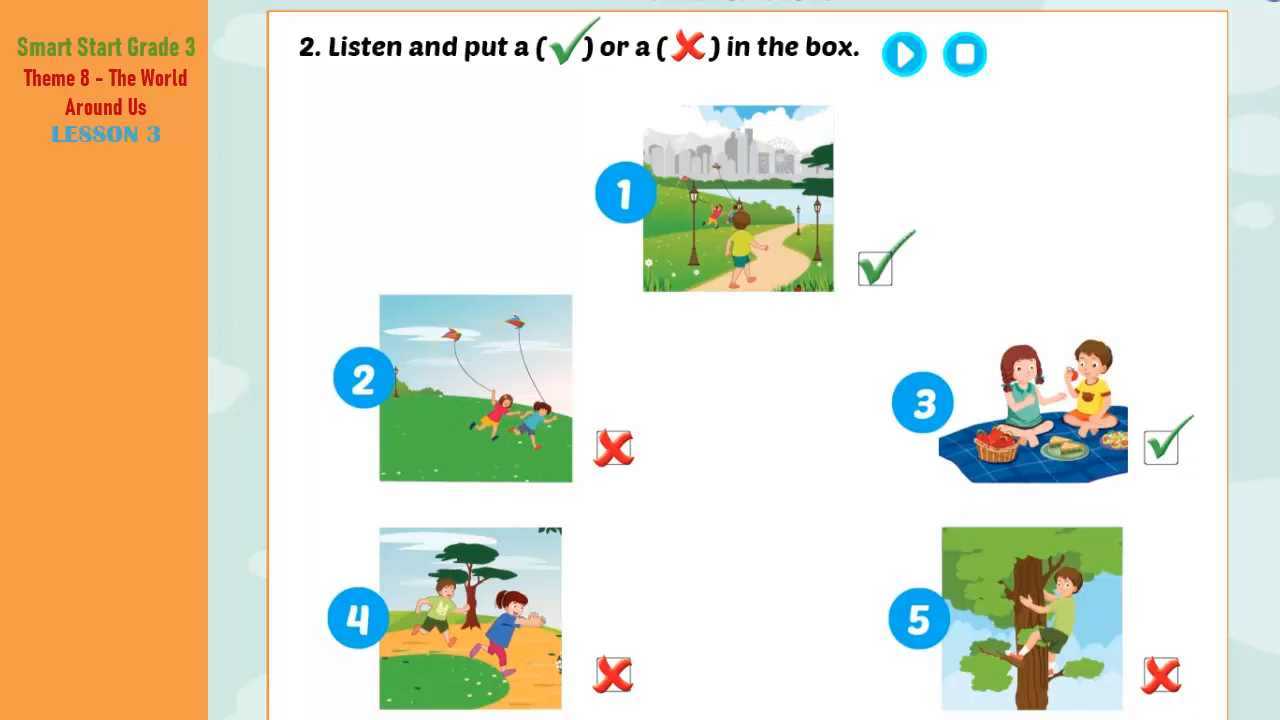 Smart Start Grade 3
Theme 8 - The World
Around Us
LESSON 3
2. Listen and put a (✓) or a (✗) in the box.
1
2
3
4
5